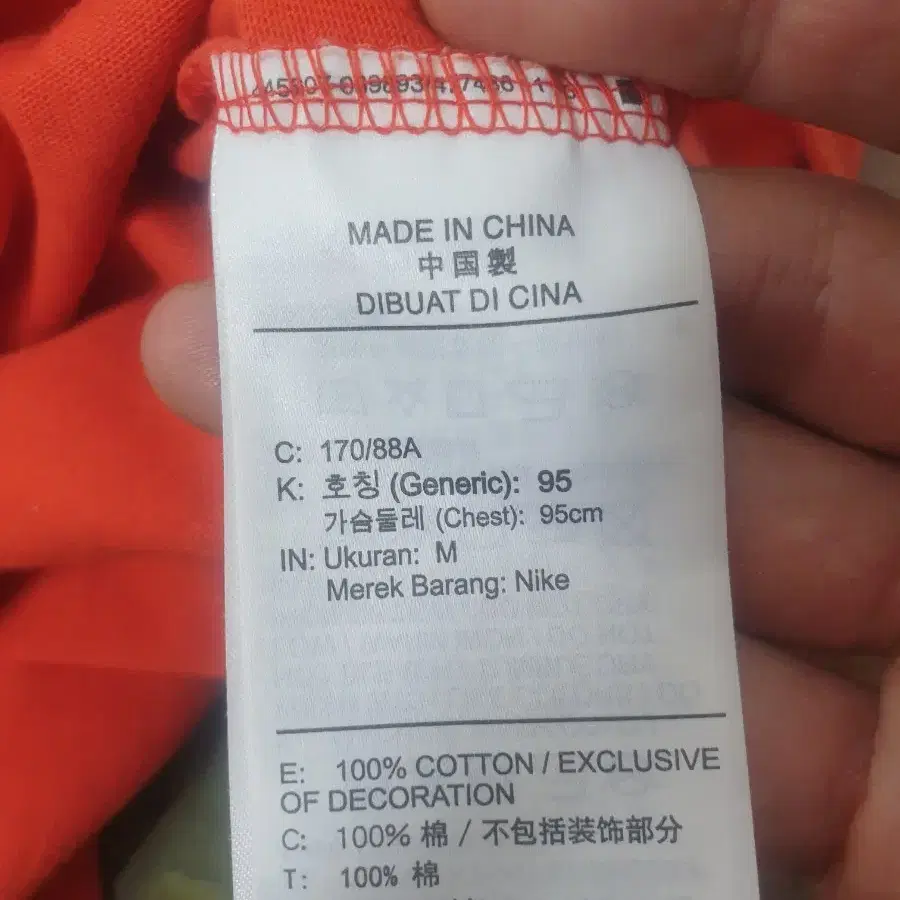 MADE IN CHINA
中国製
DIBUAT DI CINA
C: 170/88A
K: 호칭 (Generic): 95
가슴둘레 (Chest): 95cm
IN: Ukuran: M
Merek Barang: Nike
E: 100% COTTON / EXCLUSIVE
OF DECORATION
C: 100% 棉 / 不包括装饰部分
T: 100% 棉